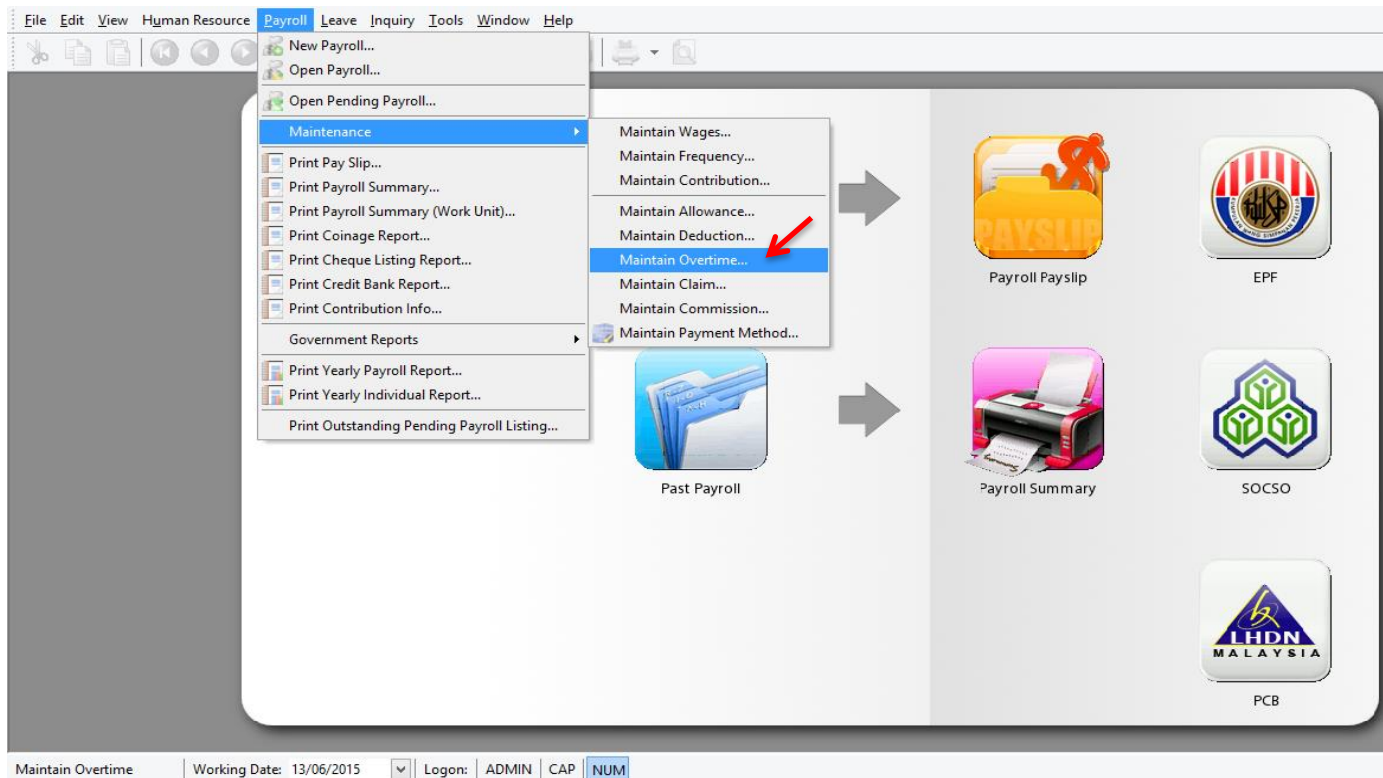 File Edit View Human Resource Payroll Leave Inquiry Tools Window Help
New Payroll...
Open Payroll...
Open Pending Payroll...
Maintenance
Print Pay Slip...
Print Payroll Summary...
Print Payroll Summary (Work Unit)...
Print Coinage Report...
Print Cheque Listing Report...
Print Credit Bank Report...
Print Contribution Info...
Government Reports
Print Yearly Payroll Report...
Print Yearly Individual Report...
Print Outstanding Pending Payroll Listing...
Maintain Wages...
Maintain Frequency...
Maintain Contribution...
Maintain Allowance...
Maintain Deduction...
Maintain Overtime...
Maintain Claim...
Maintain Commission...
Maintain Payment Method...
PAYSLIP
Payroll Payslip
EPF
Past Payroll
Summary
Payroll Summary
SOCSO
LHDN
MALAYSIA
PCB
Maintain Overtime Working Date: 13/06/2015 Logon: ADMIN CAP NUM